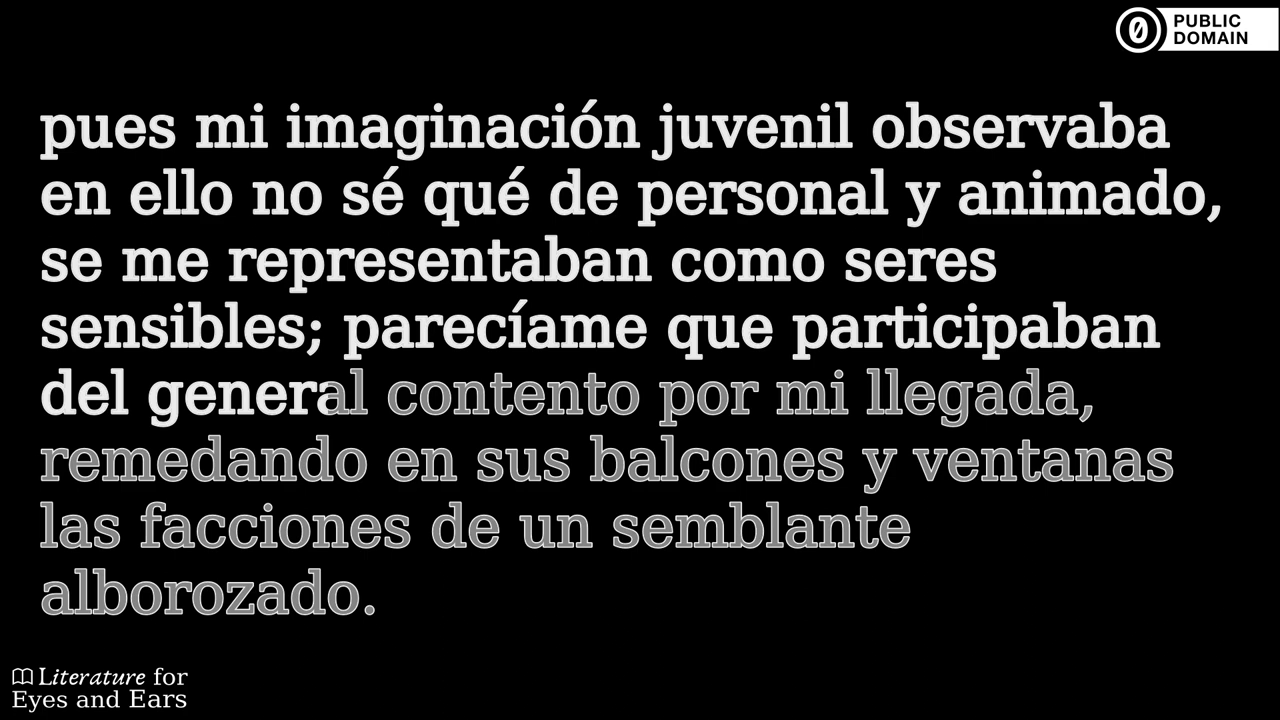 PUBLIC
DOMAIN
pues mi imaginación juvenil observaba
en ello no sé qué de personal y animado,
se me representaban como seres
sensibles; parecíame que participaban
del general contento por mi llegada,
remedando en sus balcones y ventanas
las facciones de un semblante
alborozado.
Literature for
Eyes and Ears